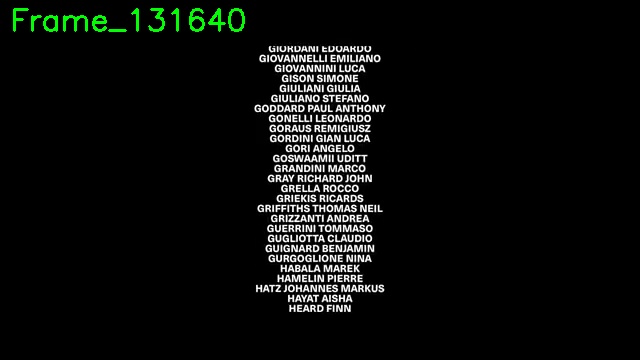 Frame_131640
GIORDANI EDOARDO
GIOVANNELLI EMILIANO
GIOVANNINI LUCA
GISON SIMONE
GIULIANI GIULIA
GIULIANO STEFANO
GODDARD PAUL ANTHONY
GONELLI LEONARDO
GORAUS REMIGIUSZ
GORDINI GIAN LUCA
GORI ANGELO
GOSWAAMII UDITT
GRANDINI MARCO
GRAY RICHARD JOHN
GRELLA ROCCO
GRIEKIS RICARDS
GRIFFITHS THOMAS NEIL
GRIZZANTI ANDREA
GUERRINI TOMMASO
GUGLIOTTA CLAUDIO
GUIGNARD BENJAMIN
GURGOGLIONE NINA
HABALA MAREK
HAMELIN PIERRE
HATZ JOHANNES MARKUS
HAYAT AISHA
HEARD FINN